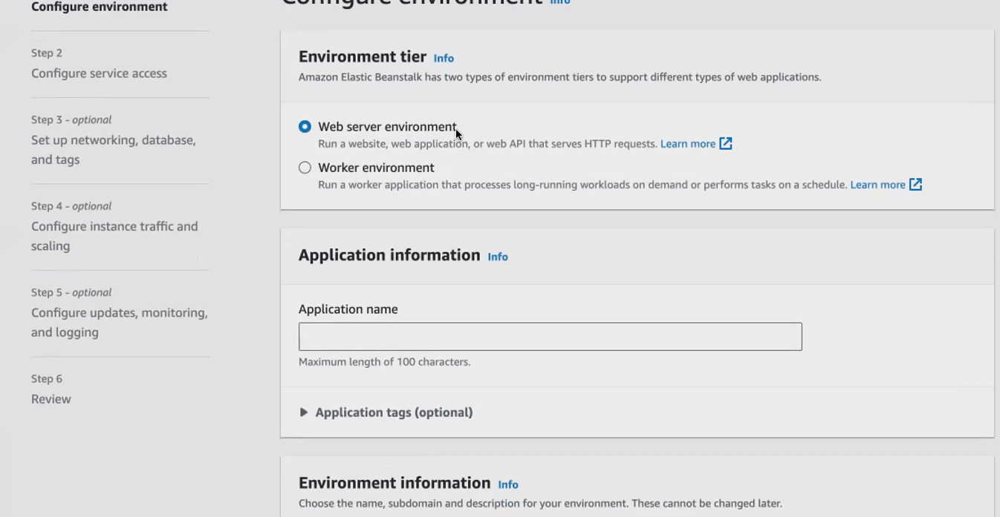 Configure environment
Step 2
Configure service access
Step 3 - optional
Set up networking, database,
and tags
Step 4 - optional
Configure instance traffic and
scaling
Step 5 - optional
Configure updates, monitoring,
and logging
Step 6
Review
Configure environment Info
Environment tier Info
Amazon Elastic Beanstalk has two types of environment tiers to support different types of web applications.
Web server environment
Run a website, web application, or web API that serves HTTP requests. Learn more
Worker environment
Run a worker application that processes long-running workloads on demand or performs tasks on a schedule. Learn more
Application information Info
Application name
Maximum length of 100 characters.
Application tags (optional)
Environment information Info
Choose the name, subdomain and description for your environment. These cannot be changed later.